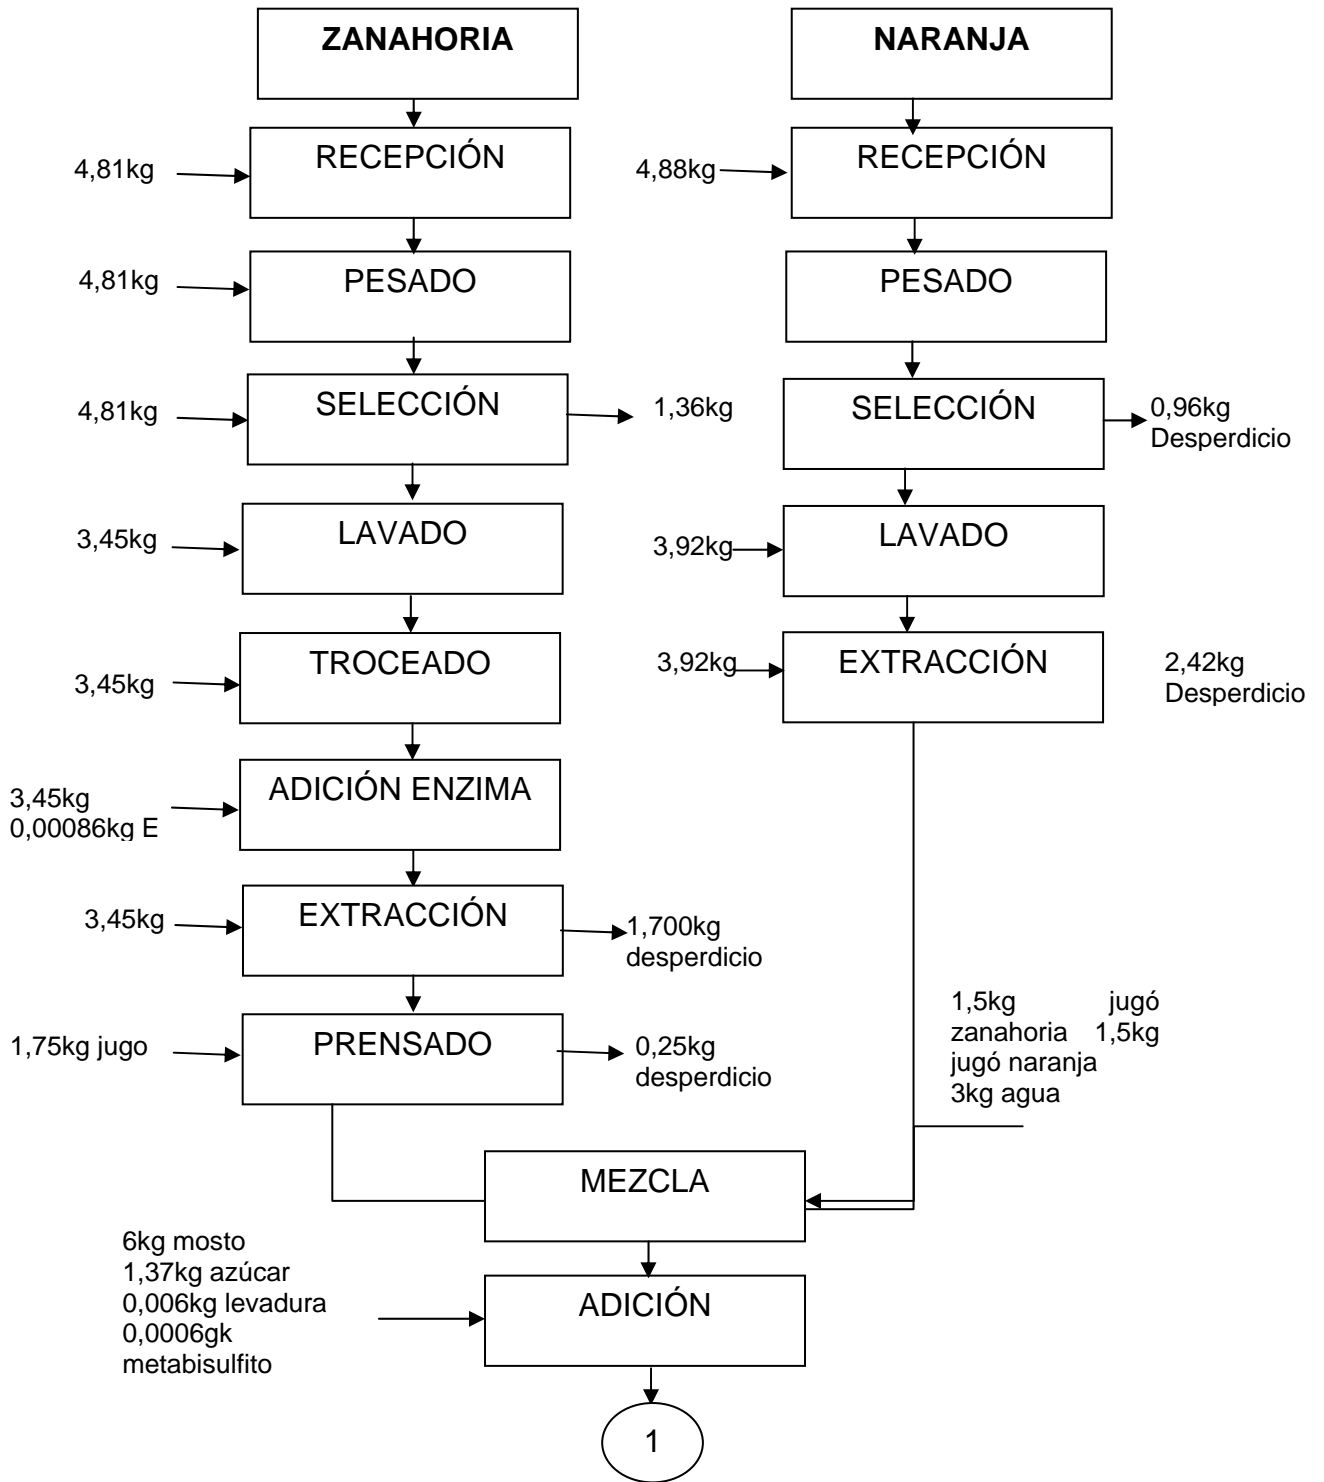 ZANAHORIA
NARANJA
RECEPCIÓN
4,81kg
RECEPCIÓN
4,88kg
PESADO
4,81kg
PESADO
SELECCIÓN
4,81kg
1,36kg
SELECCIÓN
0,96kg
Desperdicio
LAVADO
3,45kg
LAVADO
3,92kg
TROCEADO
3,45kg
EXTRACCIÓN
3,92kg
2,42kg
Desperdicio
ADICIÓN ENZIMA
3,45kg
0,00086kg E
EXTRACCIÓN
3,45kg
1,700kg
desperdicio
PRENSADO
1,75kg jugo
0,25kg
desperdicio
1,5kg jugó
zanahoria 1,5kg
jugó naranja
3kg agua
MEZCLA
6kg mosto
1,37kg azúcar
0,006kg levadura
0,0006gk
metabisulfito
ADICIÓN
1